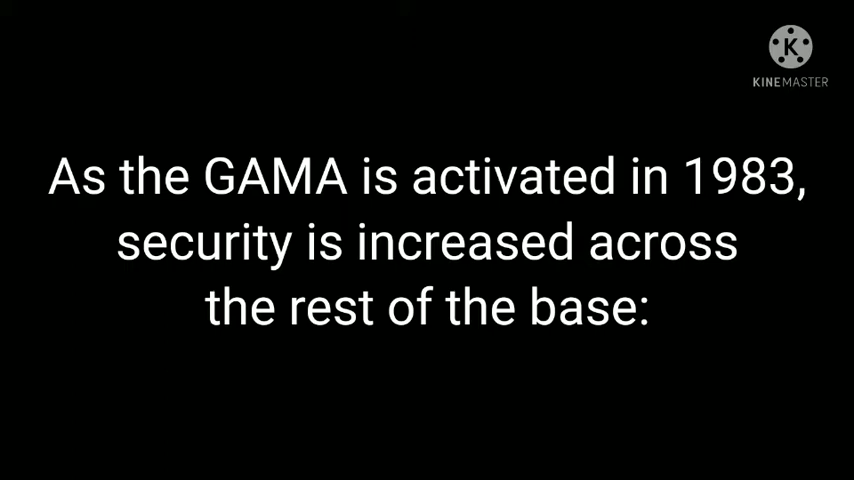 K
KINEMASTER
As the GAMA is activated in 1983,
security is increased across
the rest of the base: